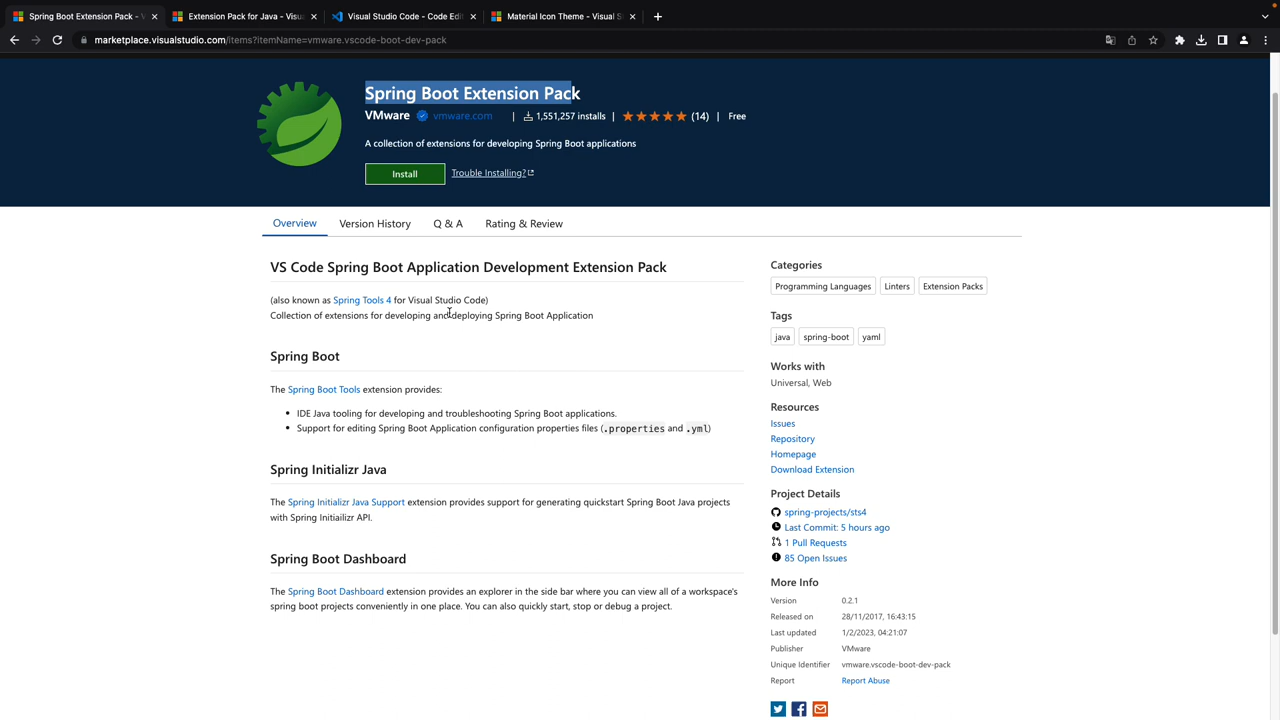 Spring Boot Extension Pack - V
Extension Pack for Java - Visua
Visual Studio Code - Code Edi
Material Icon Theme - Visual S
marketplace.visualstudio.com/items?itemName=vmware.vscode-boot-dev-pack
Spring Boot Extension Pack
VMware vmware.com | 1,551,257 installs | (14) | Free
A collection of extensions for developing Spring Boot applications
Install Trouble Installing?
Overview Version History Q & A Rating & Review
VS Code Spring Boot Application Development Extension Pack
(also known as Spring Tools 4 for Visual Studio Code)
Collection of extensions for developing and deploying Spring Boot Application
Spring Boot
The Spring Boot Tools extension provides:
• IDE Java tooling for developing and troubleshooting Spring Boot applications.
• Support for editing Spring Boot Application configuration properties files (.properties and .yml)
Spring Initializr Java
The Spring Initializr Java Support extension provides support for generating quickstart Spring Boot Java projects
with Spring Initiailizr API.
Spring Boot Dashboard
The Spring Boot Dashboard extension provides an explorer in the side bar where you can view all of a workspace's
spring boot projects conveniently in one place. You can also quickly start, stop or debug a project.
Categories
Programming Languages Linters Extension Packs
Tags
java spring-boot yaml
Works with
Universal, Web
Resources
Issues
Repository
Homepage
Download Extension
Project Details
spring-projects/sts4
Last Commit: 5 hours ago
1 Pull Requests
85 Open Issues
More Info
Version 0.2.1
Released on 28/11/2017, 16:43:15
Last updated 1/2/2023, 04:21:07
Publisher VMware
Unique Identifier vmware.vscode-boot-dev-pack
Report Report Abuse